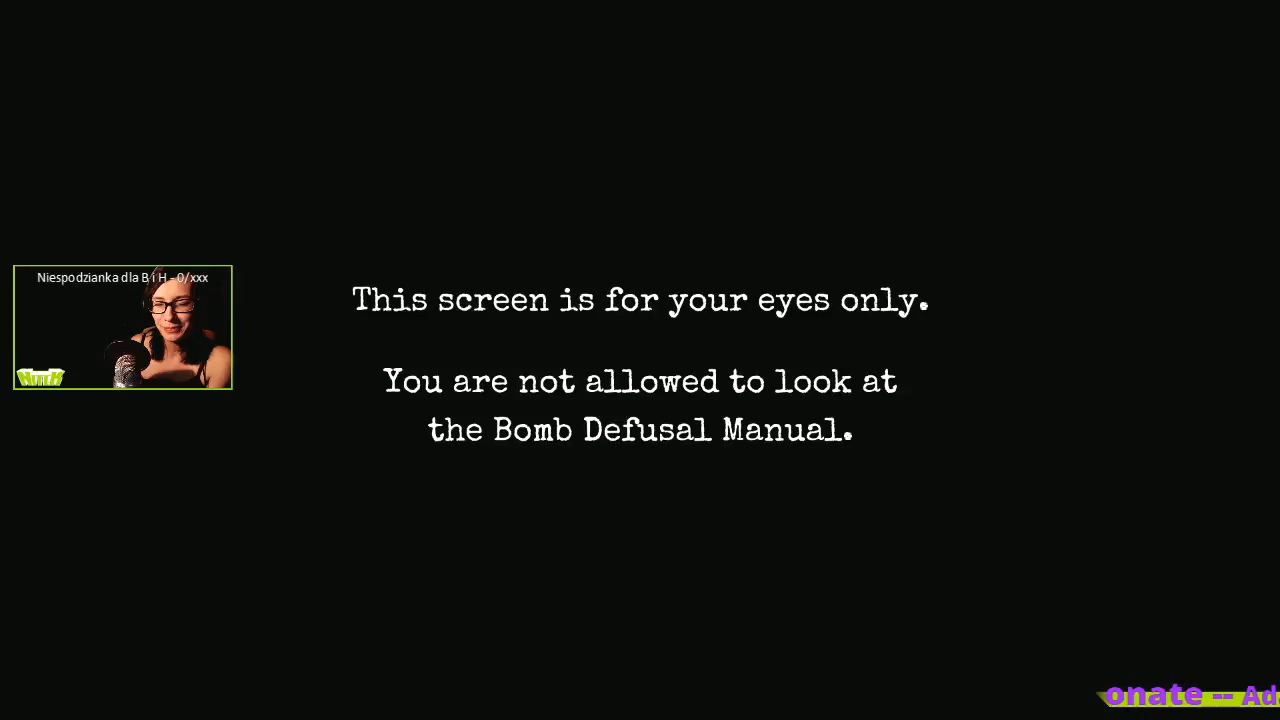 Niespodzianka dla B i H - 0/xxx
This screen is for your eyes only.
You are not allowed to look at
the Bomb Defusal Manual.
onate -- Ad